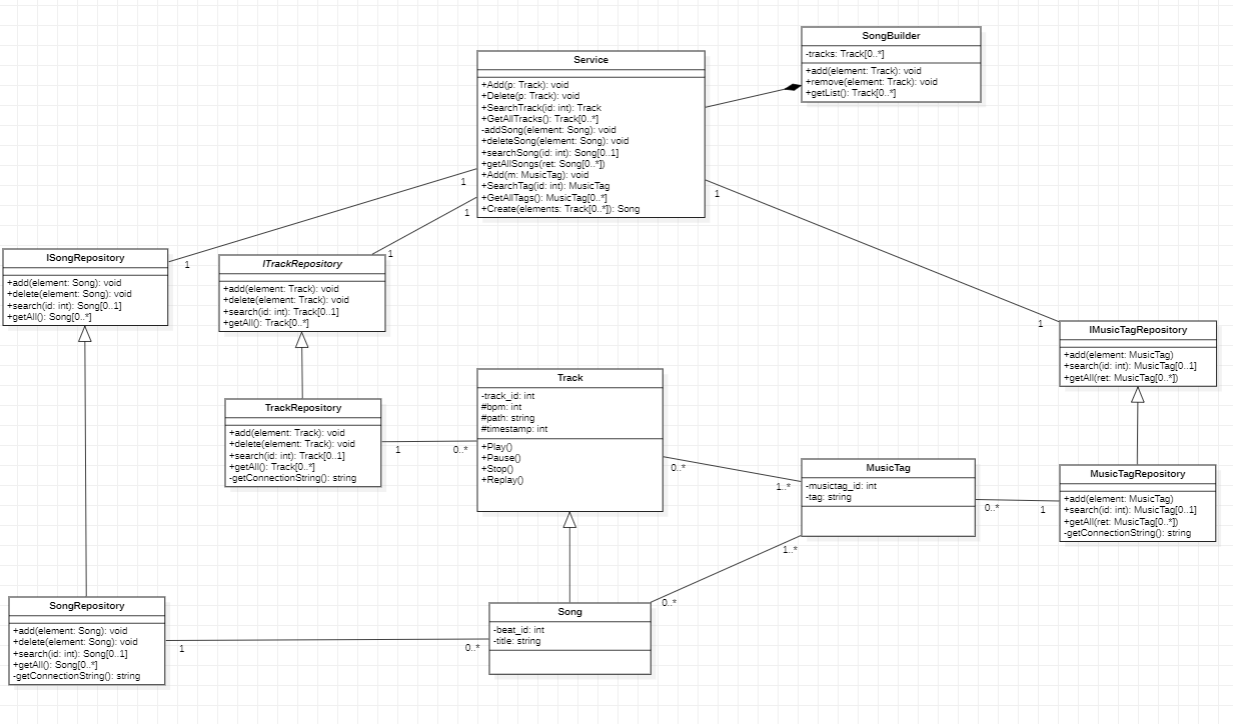 SongBuilder
-tracks: Track[0..*]
+add(element: Track): void
+remove(element: Track): void
+getList(): Track[0..*]
Service
+Add(p: Track): void
+Delete(p: Track): void
+SearchTrack(id: int): Track
+GetAllTracks(): Track[0..*]
-addSong(element: Song): void
+deleteSong(element: Song): void
+searchSong(id: int): Song[0..1]
+getAllSongs(ret: Song[0..*])
+Add(m: MusicTag): void
+SearchTag(id: int): MusicTag
+GetAllTags(): MusicTag[0..*]
+Create(elements: Track[0..*]): Song
1
1
1
1
1
1
ISongRepository
+add(element: Song): void
+delete(element: Song): void
+search(id: int): Song[0..1]
+getAll(): Song[0..*]
ITrackRepository
+add(element: Track): void
+delete(element: Track): void
+search(id: int): Track[0..1]
+getAll(): Track[0..*]
IMusicTagRepository
+add(element: MusicTag)
+search(id: int): MusicTag[0..1]
+getAll(ret: MusicTag[0..*])
Track
-track_id: int
#bpm: int
#path: string
#timestamp: int
+Play()
+Pause()
+Stop()
+Replay()
TrackRepository
+add(element: Track): void
+delete(element: Track): void
+search(id: int): Track[0..1]
+getAll(): Track[0..*]
-getConnectionString(): string
1
0..*
0..*
1..*
MusicTag
-musictag_id: int
-tag: string
0..*
1
MusicTagRepository
+add(element: MusicTag)
+search(id: int): MusicTag[0..1]
+getAll(ret: MusicTag[0..*])
-getConnectionString(): string
1..*
0..*
SongRepository
+add(element: Song): void
+delete(element: Song): void
+search(id: int): Song[0..1]
+getAll(): Song[0..*]
-getConnectionString(): string
1
0..*
Song
-beat_id: int
-title: string